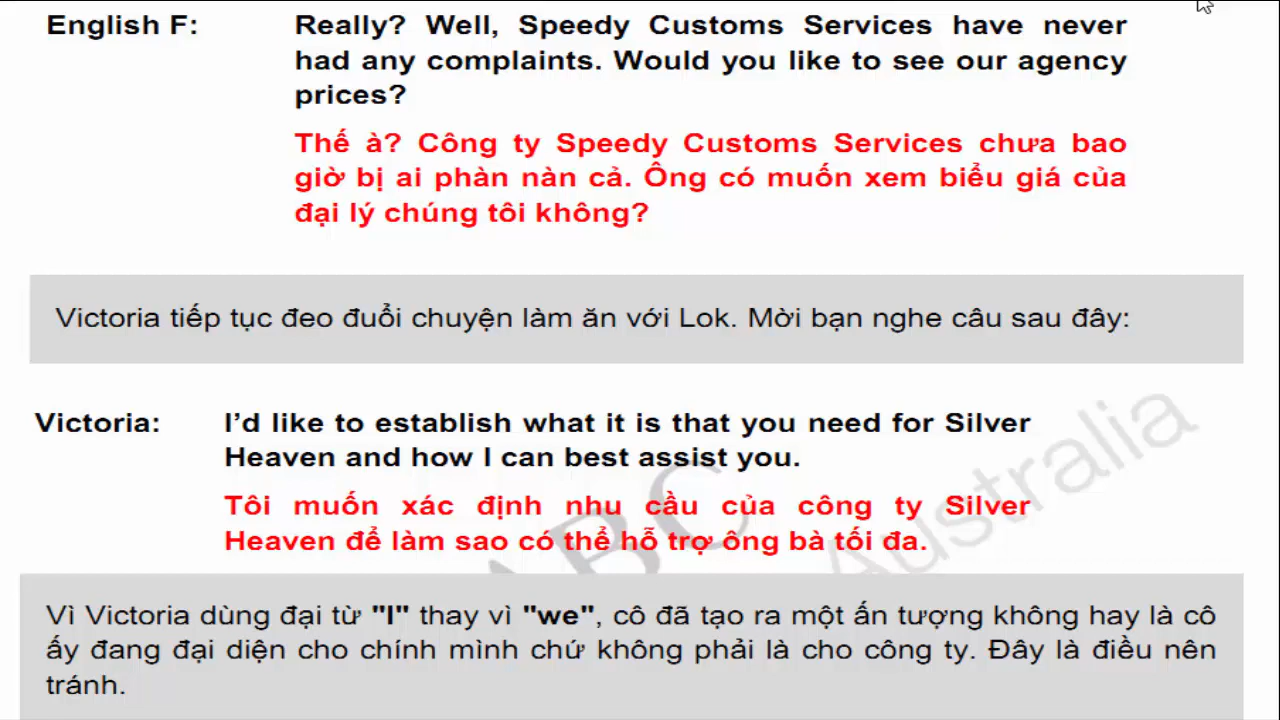 English F: Really? Well, Speedy Customs Services have never
had any complaints. Would you like to see our agency
prices?
Thế à? Công ty Speedy Customs Services chưa bao
giờ bị ai phàn nàn cả. Ông có muốn xem biểu giá của
đại lý chúng tôi không?
Victoria tiếp tục đeo đuổi chuyện làm ăn với Lok. Mời bạn nghe câu sau đây:
Victoria: I’d like to establish what it is that you need for Silver
Heaven and how I can best assist you.
Tôi muốn xác định nhu cầu của công ty Silver
Heaven để làm sao có thể hỗ trợ ông bà tối đa.
Vì Victoria dùng đại từ "I" thay vì "we", cô đã tạo ra một ấn tượng không hay là cô
ấy đang đại diện cho chính mình chứ không phải là cho công ty. Đây là điều nên
tránh.
ABC
Australia